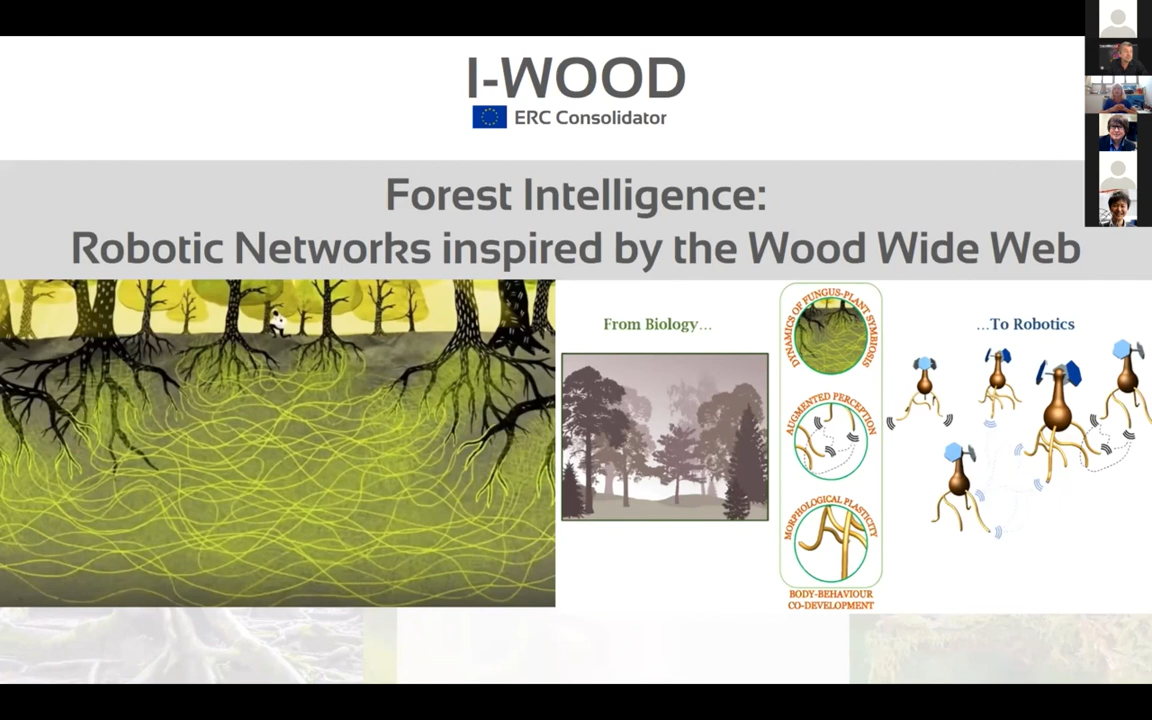 I-WOOD
ERC Consolidator
Forest Intelligence:
Robotic Networks inspired by the Wood Wide Web
From Biology...
DYNAMICS OF FUNGUS-PLANT SYMBIOSIS
AUGMENTED PERCEPTION
MORPHOLOGICAL PLASTICITY
BODY-BEHAVIOUR
CO-DEVELOPMENT
...To Robotics